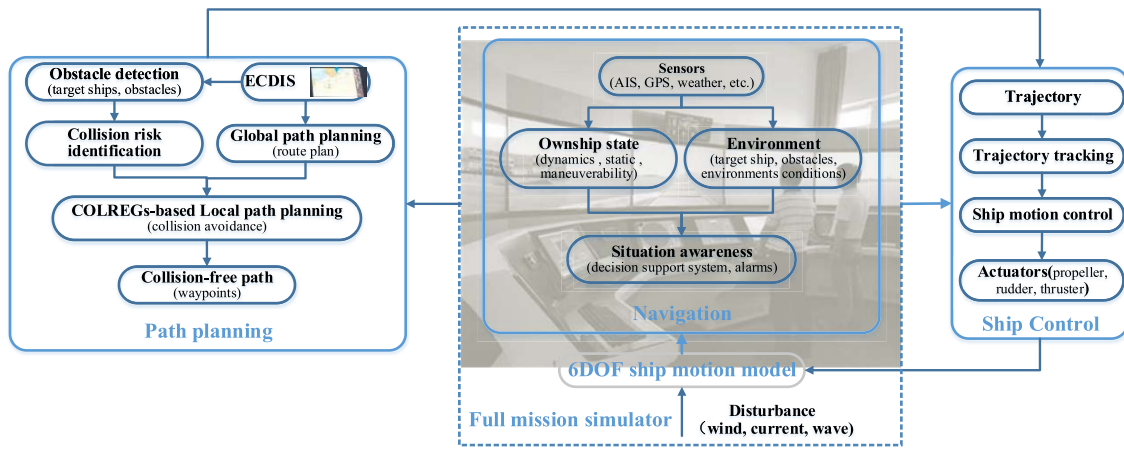 Obstacle detection
(target ships, obstacles)
ECDIS
Collision risk
identification
Global path planning
(route plan)
COLREGs-based Local path planning
(collision avoidance)
Collision-free path
(waypoints)
Path planning
Sensors
(AIS, GPS, weather, etc.)
Ownship state
(dynamics , static ,
maneuverability)
Environment
(target ship, obstacles,
environments conditions)
Situation awareness
(decision support system, alarms)
Navigation
6DOF ship motion model
Full mission simulator
Disturbance
（wind, current, wave)
Trajectory
Trajectory tracking
Ship motion control
Actuators(propeller,
rudder, thruster)
Ship Control